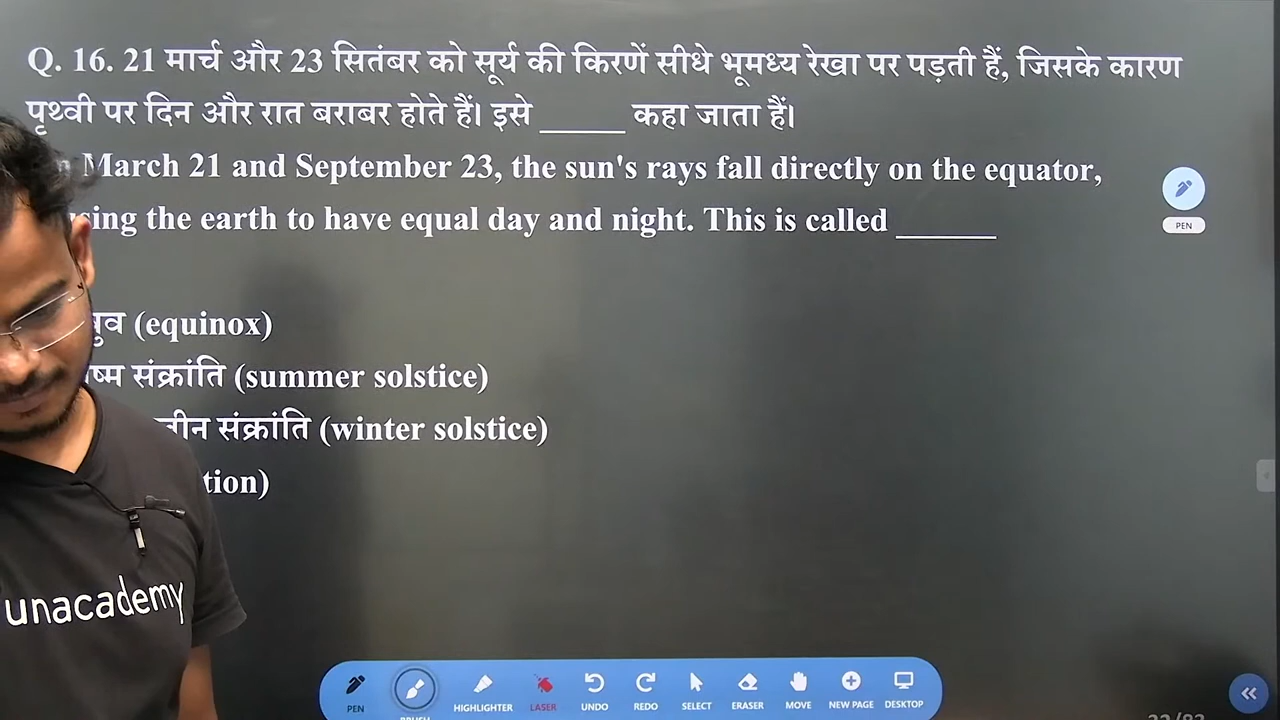 Q. 16. 21 मार्च और 23 सितंबर को सूर्य की किरणें सीधे भूमध्य रेखा पर पड़ती हैं, जिसके कारण
पृथ्वी पर दिन और रात बराबर होते हैं। इसे ______ कहा जाता हैं।
March 21 and September 23, the sun's rays fall directly on the equator,
the earth to have equal day and night. This is called _______
PEN
(equinox)
संक्रांति (summer solstice)
संक्रांति (winter solstice)
unacademy
PEN
HIGHLIGHTER
LASER
UNDO
REDO
SELECT
ERASER
MOVE
NEW PAGE
DESKTOP